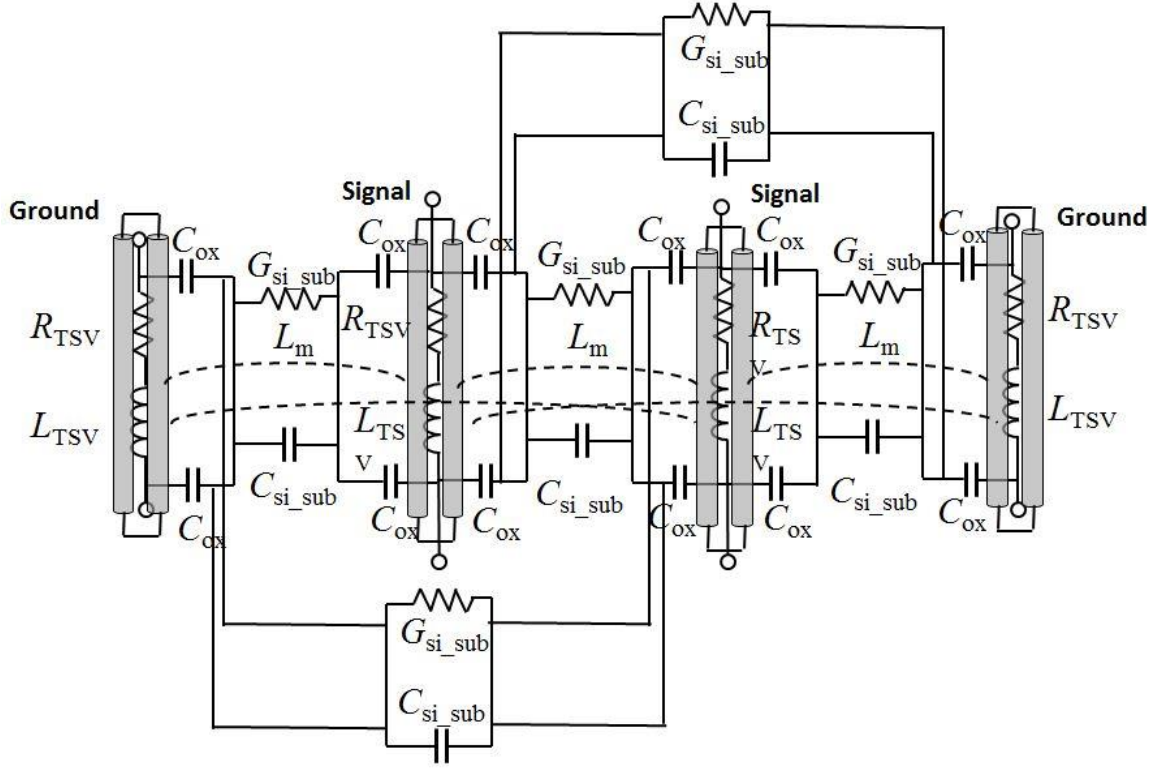 G_si_sub
C_si_sub
Signal
Signal
Ground
Ground
C_ox
C_ox
C_ox
C_ox
C_ox
C_ox
G_si_sub
G_si_sub
G_si_sub
R_TSV
R_TSV
R_TS
V
R_TSV
L_m
L_m
L_m
L_TSV
L_TS
V
L_TS
V
L_TSV
C_si_sub
C_si_sub
C_si_sub
C_ox
C_ox
C_ox
C_ox
C_ox
C_ox
G_si_sub
C_si_sub